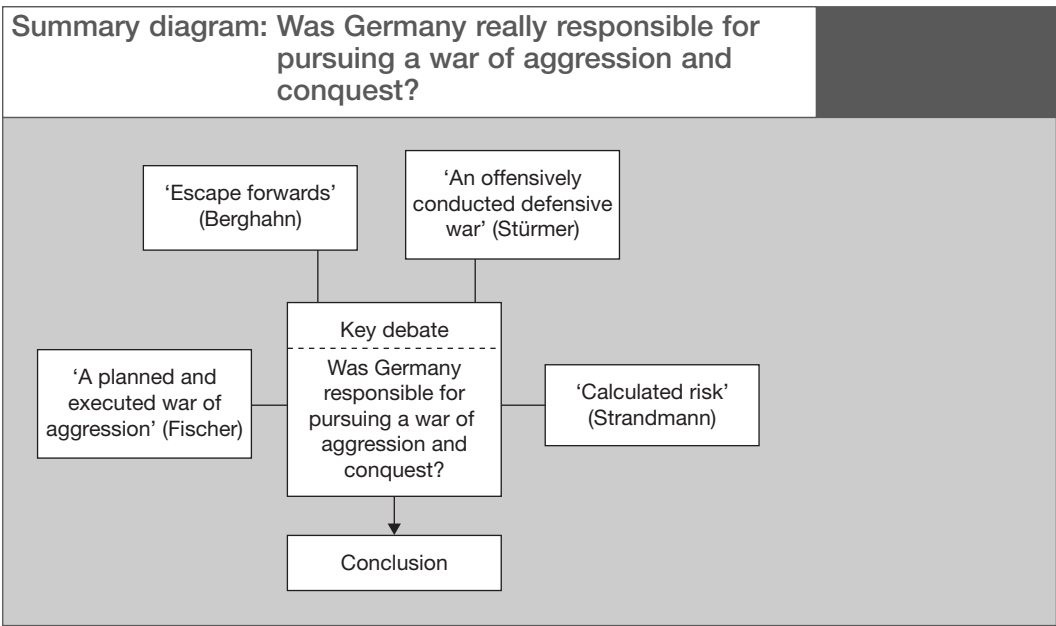 Summary diagram: Was Germany really responsible for
pursuing a war of aggression and
conquest?
‘Escape forwards’
(Berghahn)
‘An offensively
conducted defensive
war’ (Stürmer)
Key debate
Was Germany
responsible for
pursuing a war of
aggression and
conquest?
‘A planned and
executed war of
aggression’ (Fischer)
‘Calculated risk’
(Strandmann)
Conclusion